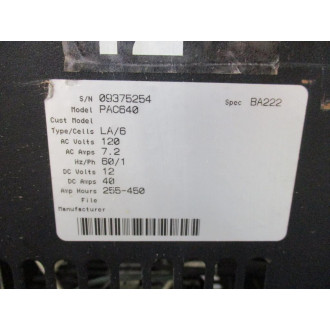 S/N 09375254 Spec BA222
Model PAC640
Cust Model
Type/Cells LA/6
AC Volts 120
AC Amps 7.2
Hz/Ph 60/1
DC Volts 12
DC Amps 40
Amp Hours 255-450
File
Manufacturer